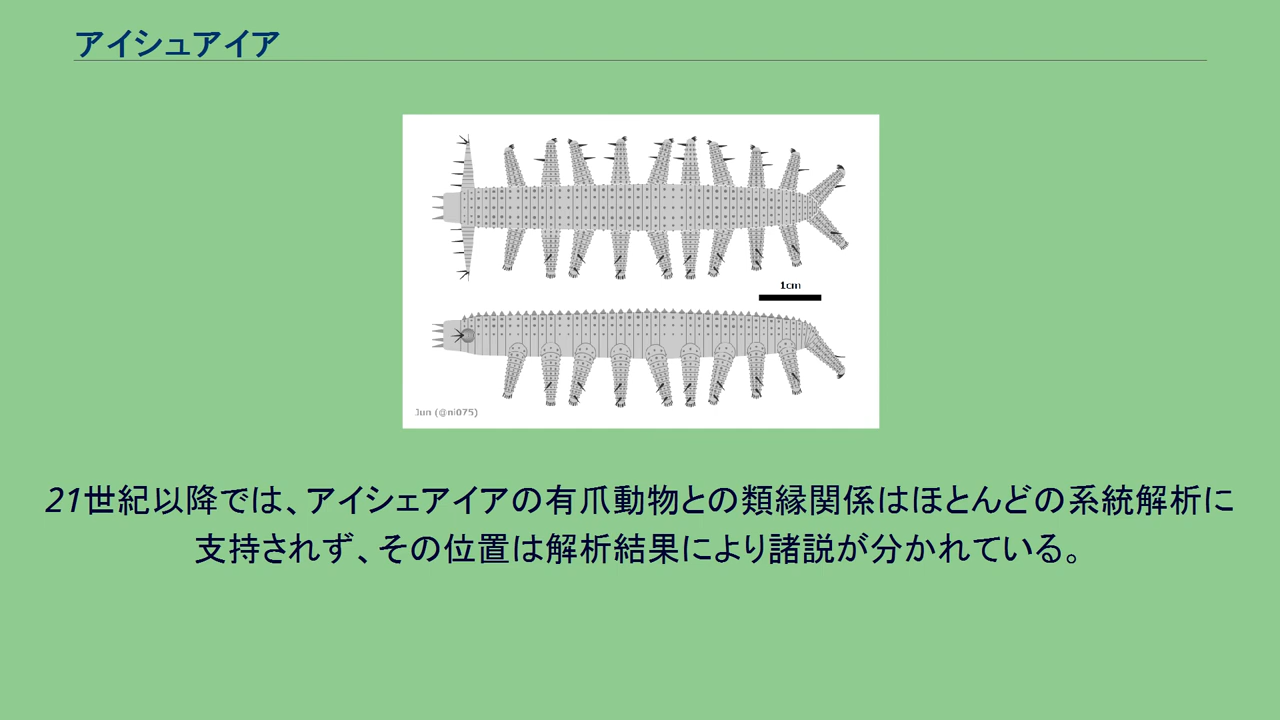 アイシュアイア
1cm
Jun (@ni075)
21世紀以降では、アイシェアイアの有爪動物との類縁関係はほとんどの系統解析に
支持されず、その位置は解析結果により諸説が分かれている。